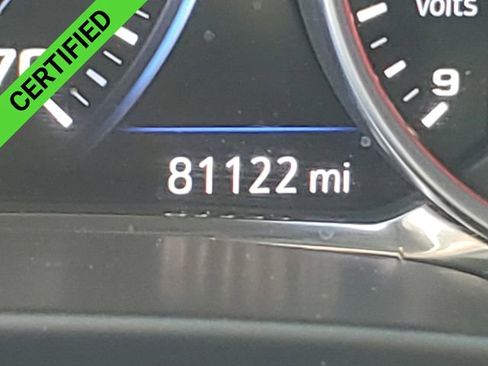 CERTIFIED
volts
9
81122 mi